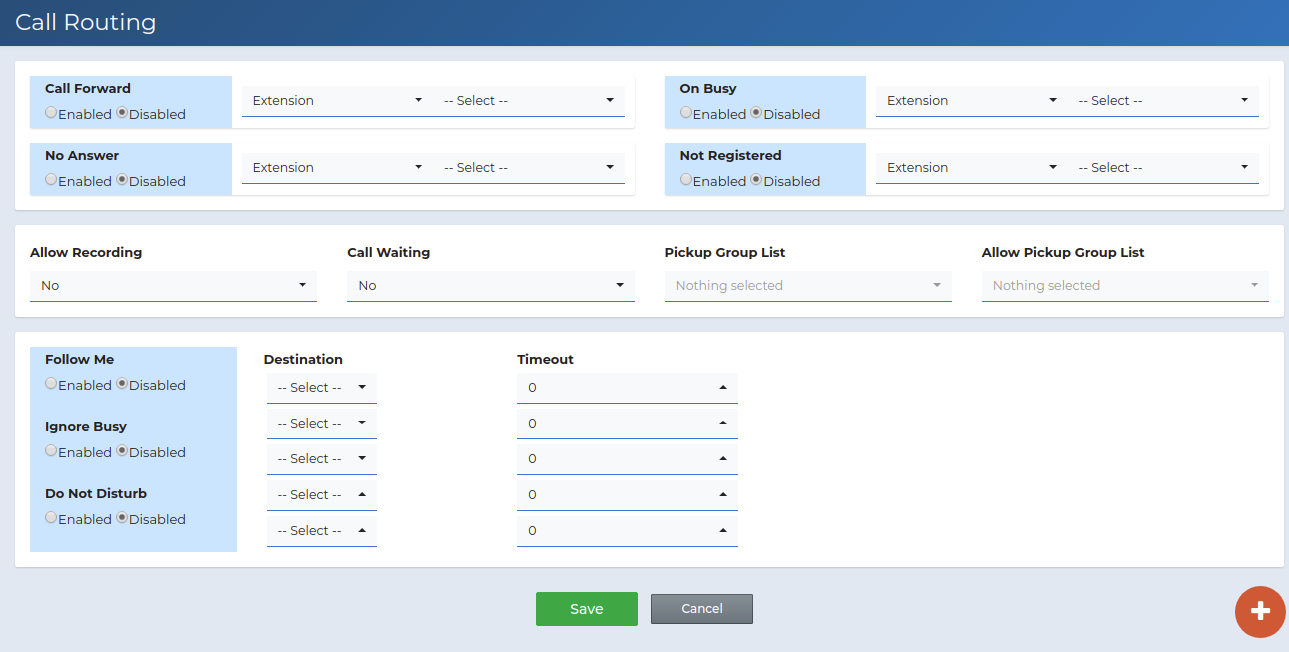 Call Routing
Call Forward
Enabled Disabled
Extension
-- Select --
On Busy
Enabled Disabled
Extension
-- Select --
No Answer
Enabled Disabled
Extension
-- Select --
Not Registered
Enabled Disabled
Extension
-- Select --
Allow Recording
No
Call Waiting
No
Pickup Group List
Nothing selected
Allow Pickup Group List
Nothing selected
Follow Me
Enabled Disabled
Ignore Busy
Enabled Disabled
Do Not Disturb
Enabled Disabled
Destination
-- Select --
-- Select --
-- Select --
-- Select --
-- Select --
Timeout
0
0
0
0
0
Save
Cancel